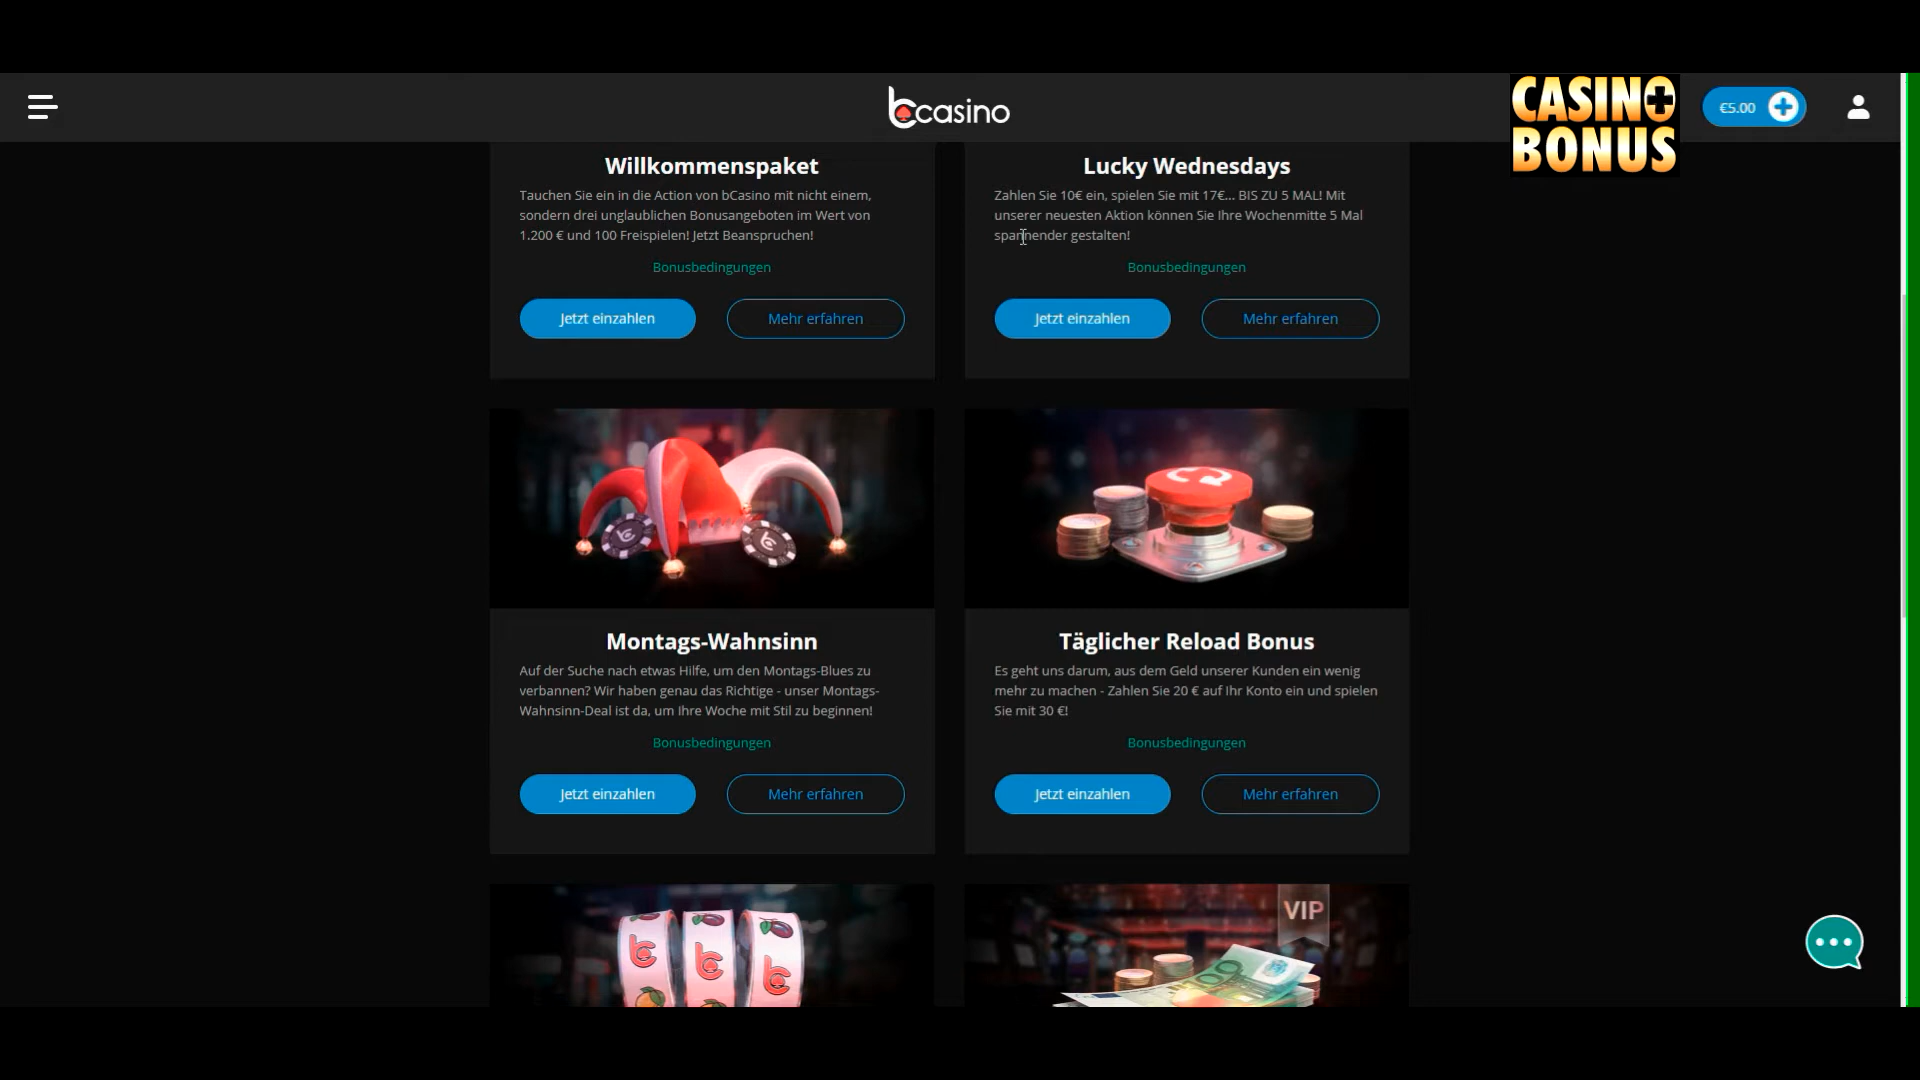 bcasino
CASINO
BONUS
€5.00
Willkommenspaket
Tauchen Sie ein in die Action von bCasino mit nicht einem,
sondern drei unglaublichen Bonusangeboten im Wert von
1.200 € und 100 Freispielen! Jetzt Beanspruchen!
Bonusbedingungen
Jetzt einzahlen
Mehr erfahren
Lucky Wednesdays
Zahlen Sie 10€ ein, spielen Sie mit 17€... BIS ZU 5 MAL! Mit
unserer neuesten Aktion können Sie Ihre Wochenmitte 5 Mal
spannender gestalten!
Bonusbedingungen
Jetzt einzahlen
Mehr erfahren
Montags-Wahnsinn
Auf der Suche nach etwas Hilfe, um den Montags-Blues zu
verbannen? Wir haben genau das Richtige - unser Montags-
Wahnsinn-Deal ist da, um Ihre Woche mit Stil zu beginnen!
Bonusbedingungen
Jetzt einzahlen
Mehr erfahren
Täglicher Reload Bonus
Es geht uns darum, aus dem Geld unserer Kunden ein wenig
mehr zu machen - Zahlen Sie 20 € auf Ihr Konto ein und spielen
Sie mit 30 €!
Bonusbedingungen
Jetzt einzahlen
Mehr erfahren
VIP